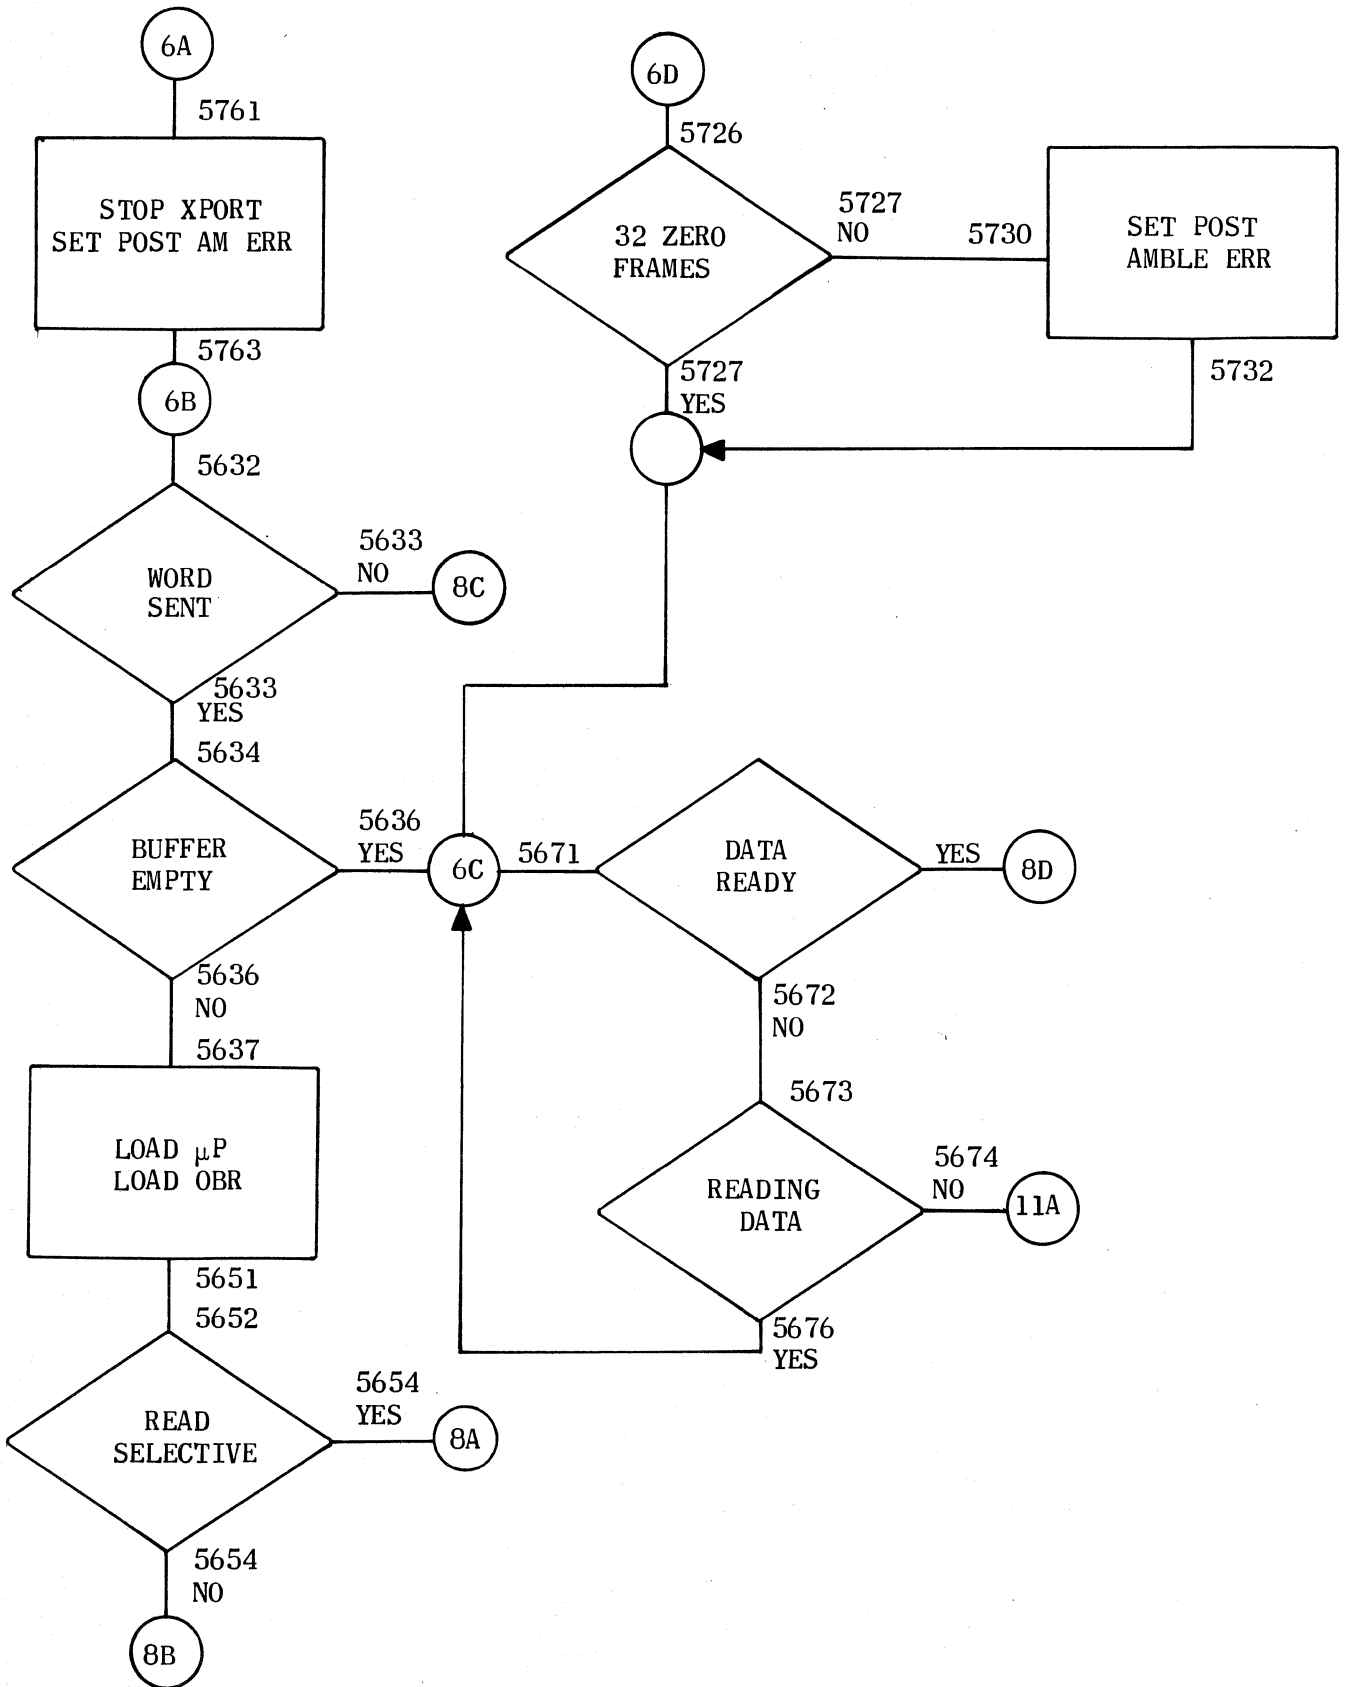 6A
5761
STOP XPORT
SET POST AM ERR
5763
6B
5632
WORD
SENT
5633
NO
8C
5633
YES
5634
BUFFER
EMPTY
5636
YES
6C
5636
NO
5637
LOAD μP
LOAD OBR
5651
5652
READ
SELECTIVE
5654
YES
8A
5654
NO
8B
6D
5726
32 ZERO
FRAMES
5727
NO
5730
SET POST
AMBLE ERR
5732
5727
YES
5671
DATA
READY
YES
8D
5672
NO
5673
READING
DATA
5674
NO
11A
5676
YES